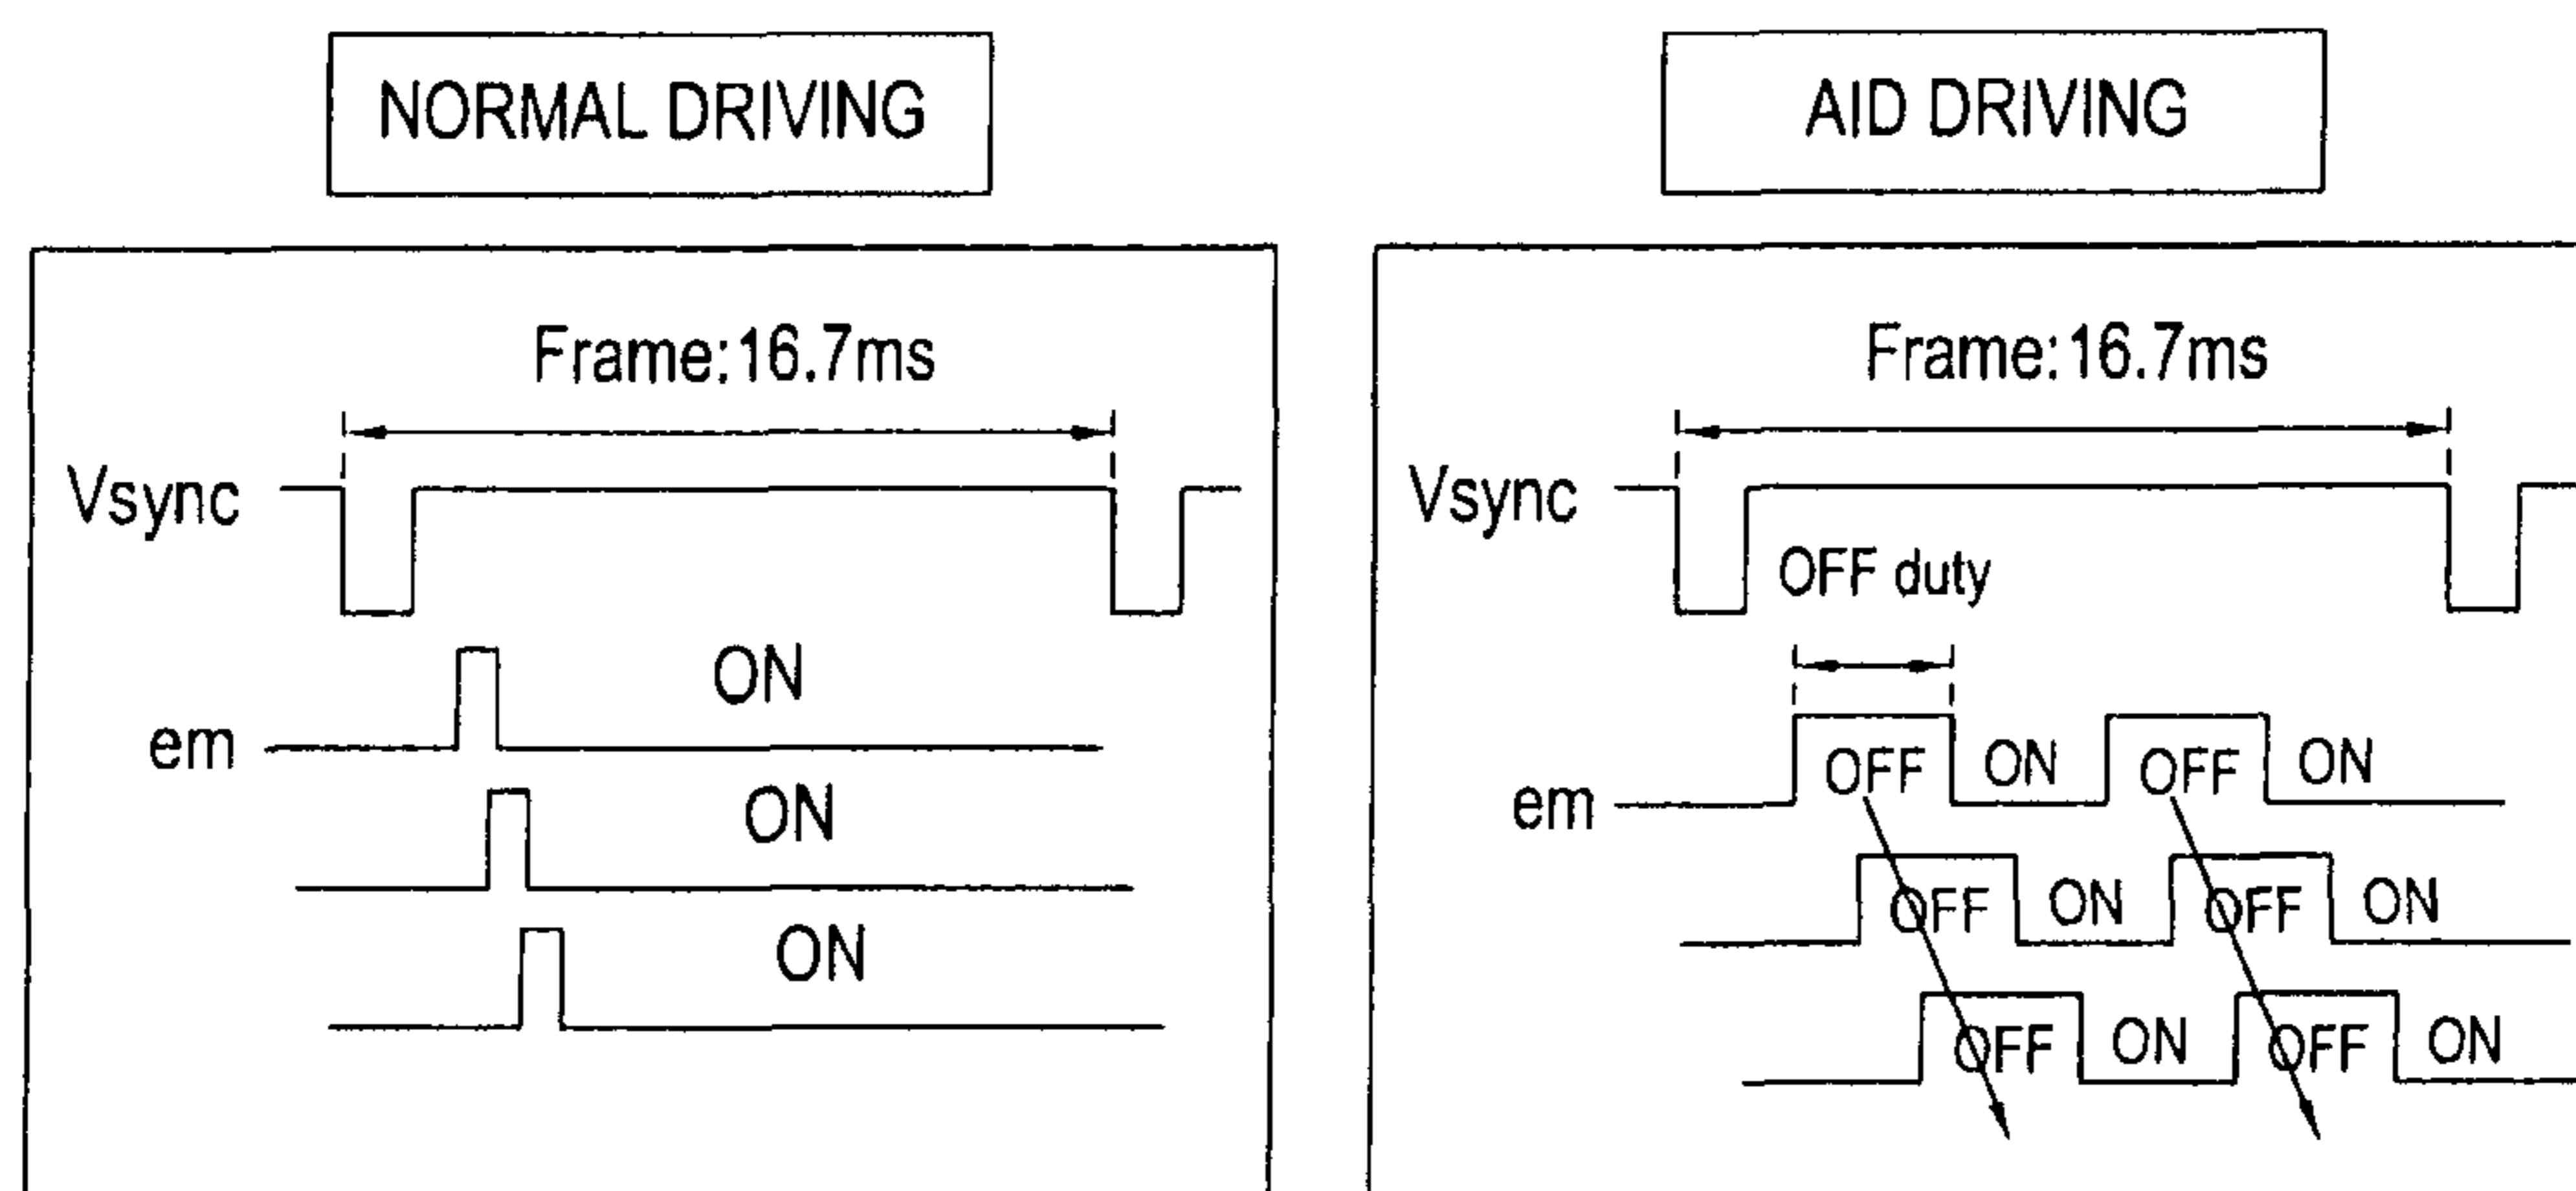 NORMAL DRIVING
Frame:16.7ms
Vsync
ON
em
ON
ON
AID DRIVING
Frame:16.7ms
Vsync
OFF duty
OFF ON OFF ON
em
OFF ON OFF ON
OFF ON OFF ON